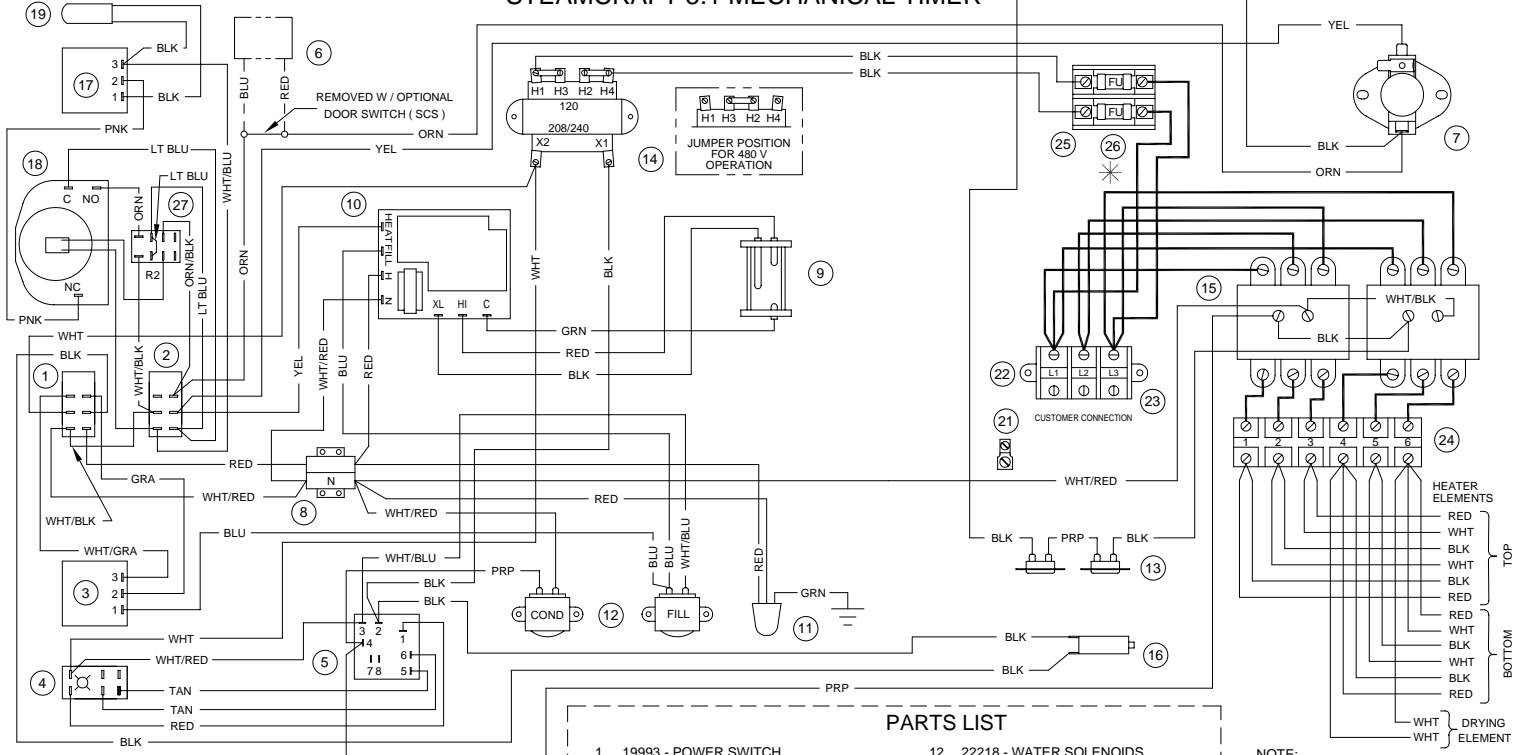 STEAMCRAFT 3.1 MECHANICAL TIMER
19
BLK
3
2
1
17
BLK
PNK
6
BLU
RED
REMOVED W / OPTIONAL
DOOR SWITCH ( SCS )
ORN
YEL
WHT/BLU
18
LT BLU
C NO
LT BLU
ORN
27
R2
ORN/BLK
LT BLU
ORN
NC
PNK
WHT
BLK
1
2
WHT/BLK
H1 H3 H2 H4
120
208/240
X2 X1
14
H1 H3 H2 H4
JUMPER POSITION
FOR 480 V
OPERATION
BLK
BLK
FU
FU
25
26
YEL
7
BLK
ORN
10
HEAT
FILL
H
N
XL HI C
WHT
BLK
9
GRN
RED
BLK
YEL
WHT/RED
BLU
RED
15
WHT/BLK
BLK
22
L1 L2 L3
23
CUSTOMER CONNECTION
21
1 2 3 4 5 6
24
RED
GRA
WHT/RED
N
8
WHT/BLK
WHT/RED
RED
WHT/RED
HEATER
ELEMENTS
RED
WHT
BLK
WHT
BLK
RED
TOP
RED
WHT
BLK
WHT
BLK
RED
BOTTOM
WHT
WHT
DRYING
ELEMENT
BLU
WHT/GRA
3
2
1
3
WHT/BLU
PRP
BLK
BLK
BLU
BLU
WHT/BLU
RED
COND
12
FILL
GRN
11
BLK
PRP
BLK
13
WHT
WHT/RED
TAN
TAN
RED
4
5
3 2 1
4
6
7 8 5
BLK
BLK
BLK
16
PRP
PARTS LIST
1 19993 - POWER SWITCH
12 22218 - WATER SOLENOIDS
NOTE: